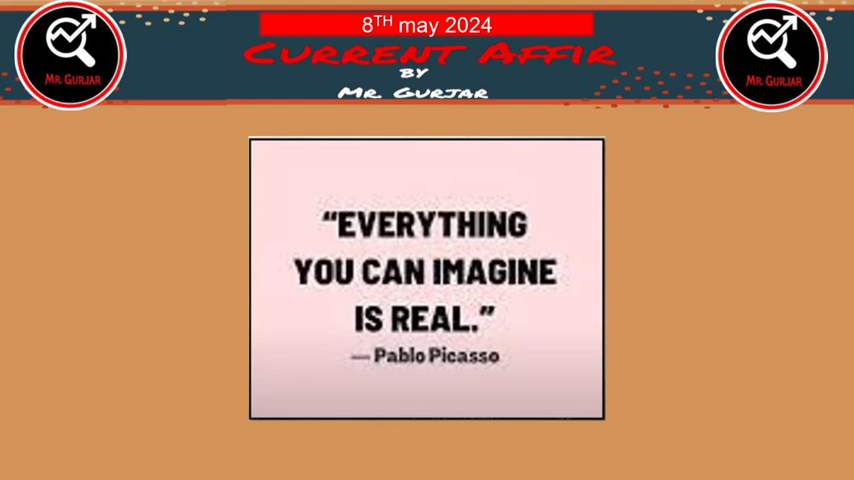 8TH may 2024
CURRENT AFFIR
BY
MR. GURJAR
MR. GURJAR
MR. GURJAR
“EVERYTHING
YOU CAN IMAGINE
IS REAL.”
— Pablo Picasso